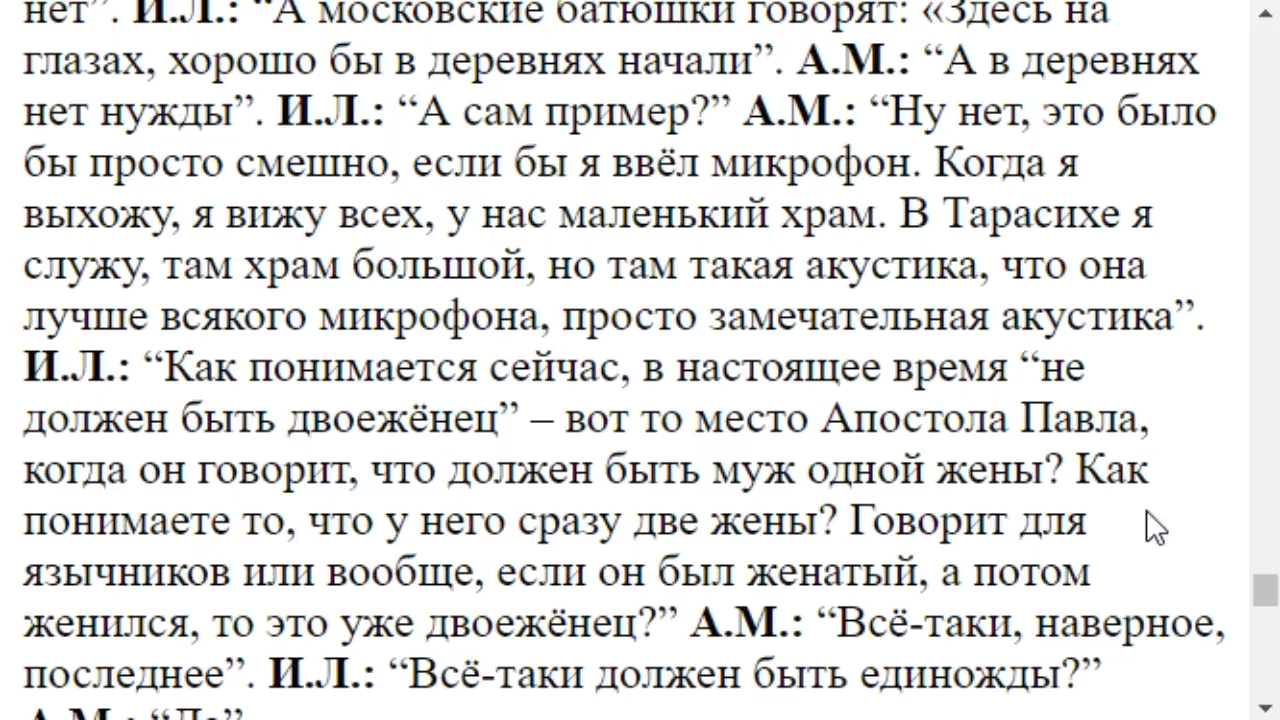 нет”. И.Л.: “А московские батюшки говорят: «Здесь на
глазах, хорошо бы в деревнях начали”. А.М.: “А в деревнях
нет нужды”. И.Л.: “А сам пример?” А.М.: “Ну нет, это было
бы просто смешно, если бы я ввёл микрофон. Когда я
выхожу, я вижу всех, у нас маленький храм. В Тарасихе я
служу, там храм большой, но там такая акустика, что она
лучше всякого микрофона, просто замечательная акустика”.
И.Л.: “Как понимается сейчас, в настоящее время “не
должен быть двоежёнец” – вот то место Апостола Павла,
когда он говорит, что должен быть муж одной жены? Как
понимаете то, что у него сразу две жены? Говорит для
язычников или вообще, если он был женатый, а потом
женился, то это уже двоежёнец?” А.М.: “Всё-таки, наверное,
последнее”. И.Л.: “Всё-таки должен быть единожды?”
А.М.: “Да”